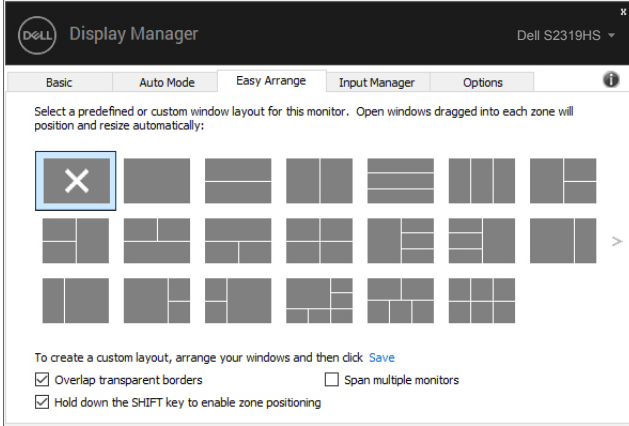 x
DELL Display Manager Dell S2319HS
Basic Auto Mode Easy Arrange Input Manager Options i
Select a predefined or custom window layout for this monitor. Open windows dragged into each zone will
position and resize automatically:
To create a custom layout, arrange your windows and then click Save
Overlap transparent borders Span multiple monitors
Hold down the SHIFT key to enable zone positioning